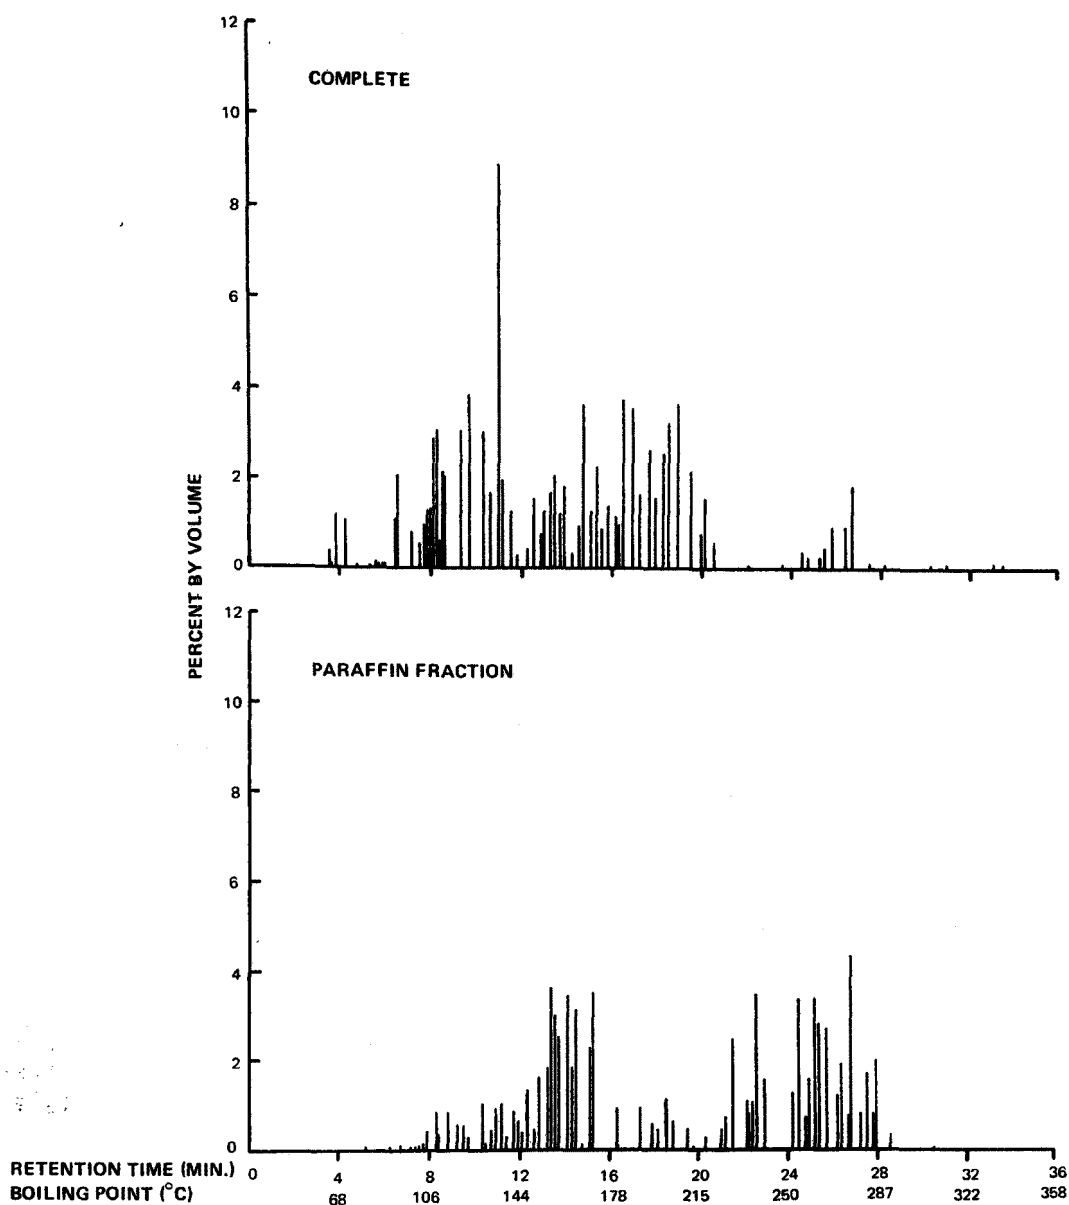 12
COMPLETE
10
8
6
4
2
0
PERCENT BY VOLUME
12
PARAFFIN FRACTION
10
8
6
4
2
0
RETENTION TIME (MIN.) 0 4 8 12 16 20 24 28 32 36
BOILING POINT (°C) 68 106 144 178 215 250 287 322 358